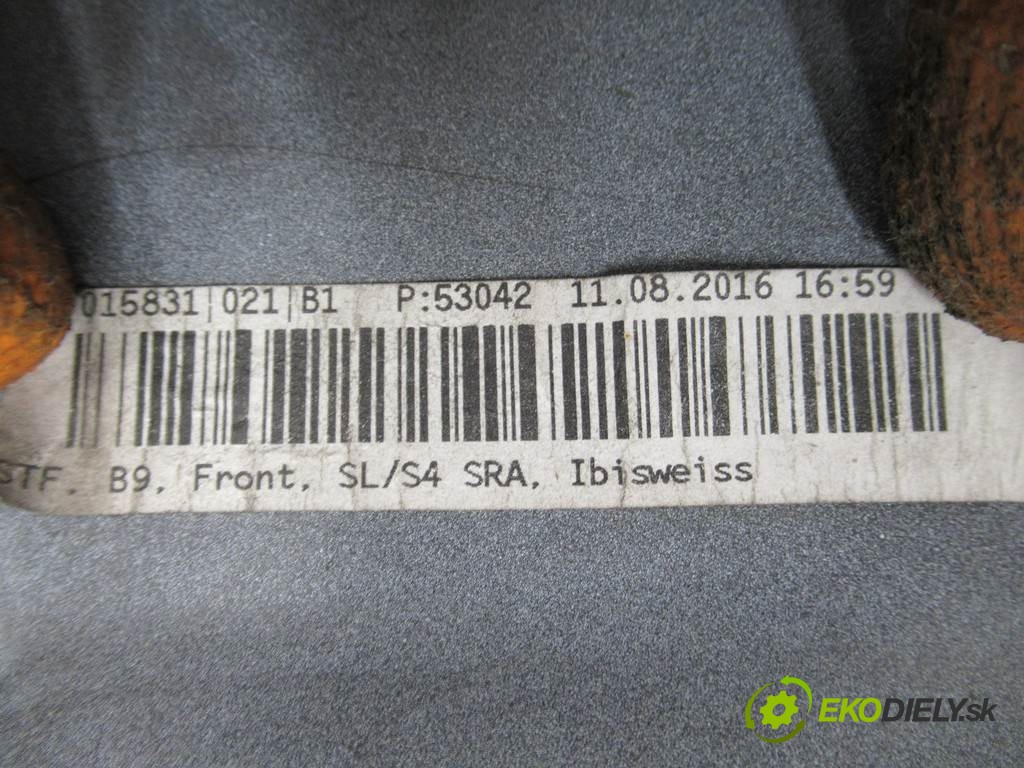 015831|021|B1 P:53042 11.08.2016 16:59
STF. B9, Front, SL/S4 SRA, Ibisweiss
EKODIELY.sk